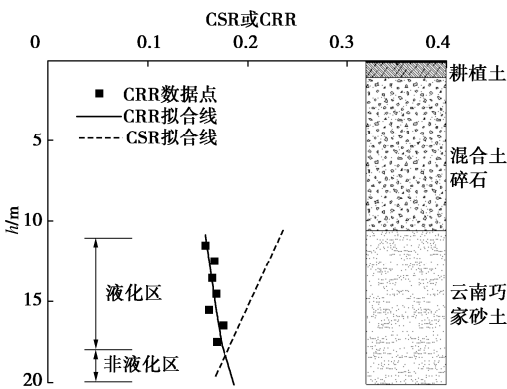 CSR或CRR
0 0.1 0.2 0.3 0.4
耕植土
CRR数据点
CRR拟合线
CSR拟合线
5
混合土
碎石
h/m
10
液化区
15
云南巧
家砂土
非液化区
20